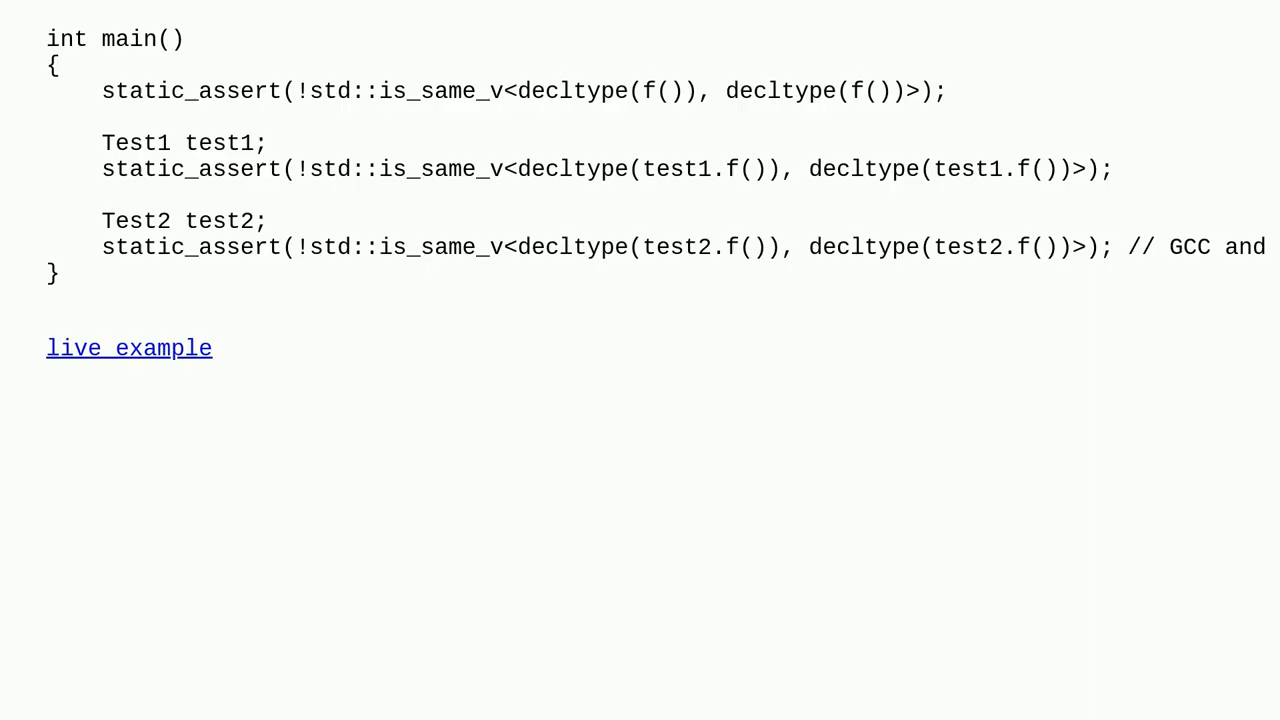 int main()
{
    static_assert(!std::is_same_v<decltype(f()), decltype(f())>);
    Test1 test1;
    static_assert(!std::is_same_v<decltype(test1.f()), decltype(test1.f())>);
    Test2 test2;
    static_assert(!std::is_same_v<decltype(test2.f()), decltype(test2.f())>); // GCC and
}
live example